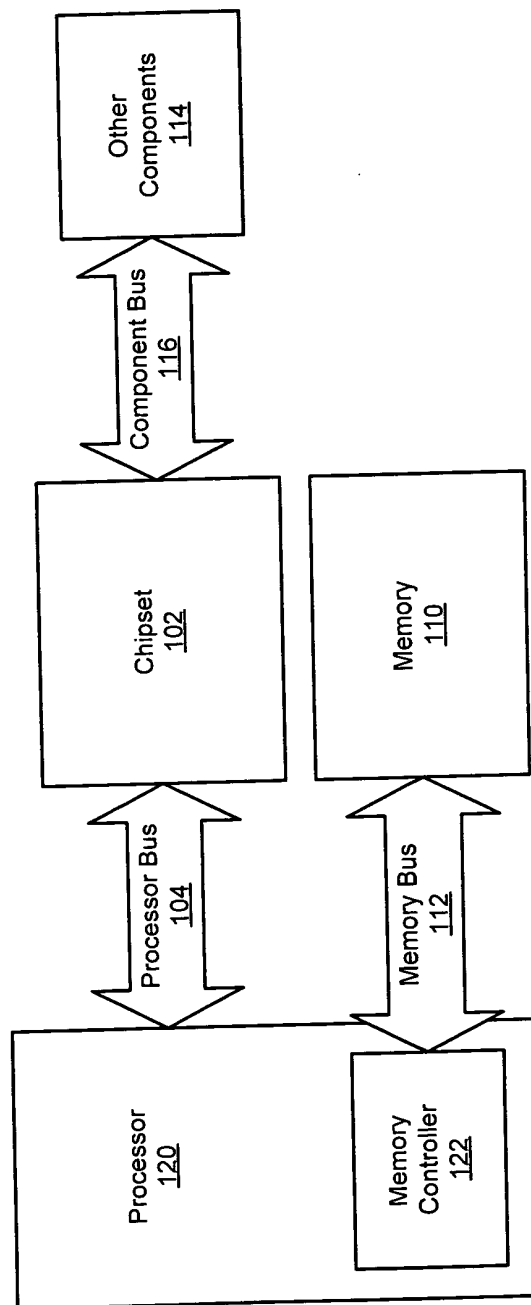 Processor
120
Memory
Controller
122
Processor Bus
104
Memory Bus
112
Chipset
102
Memory
110
Component Bus
116
Other
Components
114